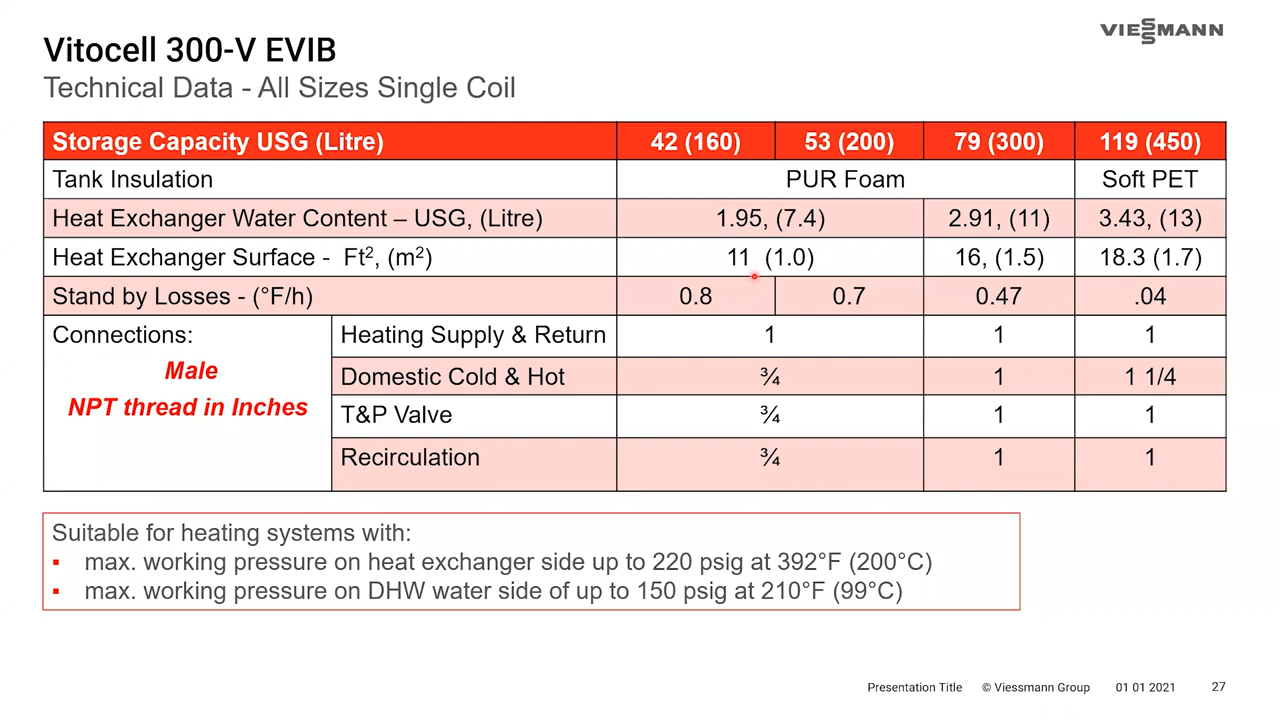 VIESSMANN
Vitocell 300-V EVIB
Technical Data - All Sizes Single Coil
Storage Capacity USG (Litre) 42 (160) 53 (200) 79 (300) 119 (450)
Tank Insulation PUR Foam Soft PET
Heat Exchanger Water Content – USG, (Litre) 1.95, (7.4) 2.91, (11) 3.43, (13)
Heat Exchanger Surface - Ft², (m²) 11 (1.0) 16, (1.5) 18.3 (1.7)
Stand by Losses - (°F/h) 0.8 0.7 0.47 .04
Connections: Heating Supply & Return 1 1 1
Male
Domestic Cold & Hot ¾ 1 1 1/4
NPT thread in Inches
T&P Valve ¾ 1 1
Recirculation ¾ 1 1
Suitable for heating systems with:
▪ max. working pressure on heat exchanger side up to 220 psig at 392°F (200°C)
▪ max. working pressure on DHW water side of up to 150 psig at 210°F (99°C)
Presentation Title © Viessmann Group 01 01 2021 27